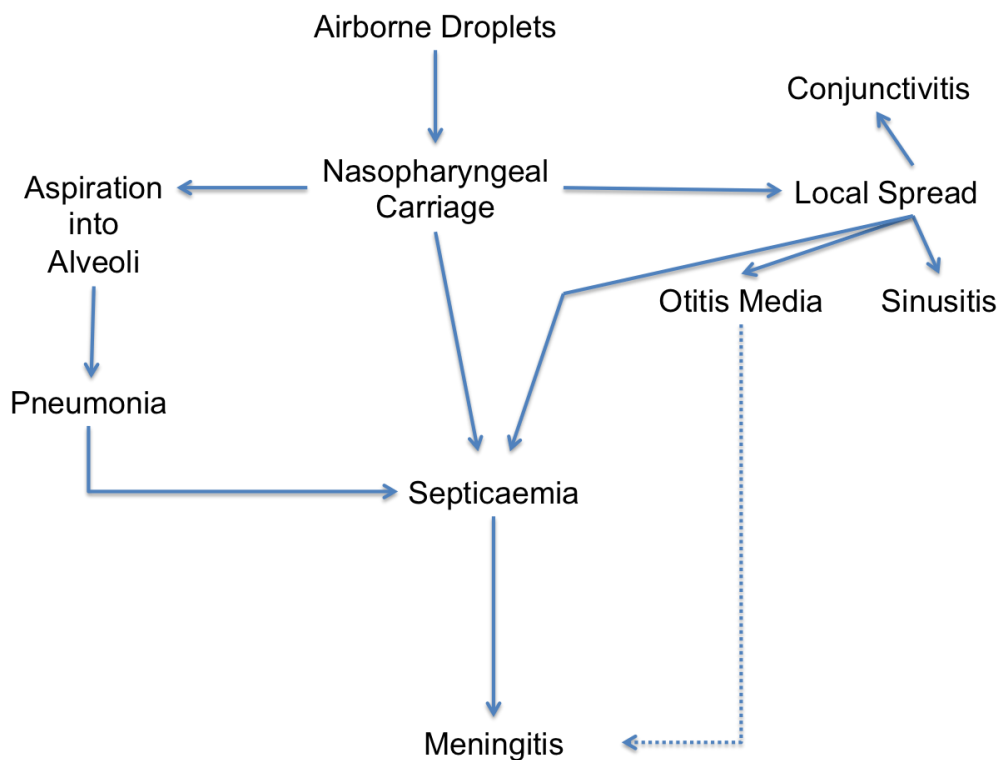 Airborne Droplets
Conjunctivitis
Nasopharyngeal
Carriage
Aspiration
into
Alveoli
Local Spread
Otitis Media
Sinusitis
Pneumonia
Septicaemia
Meningitis